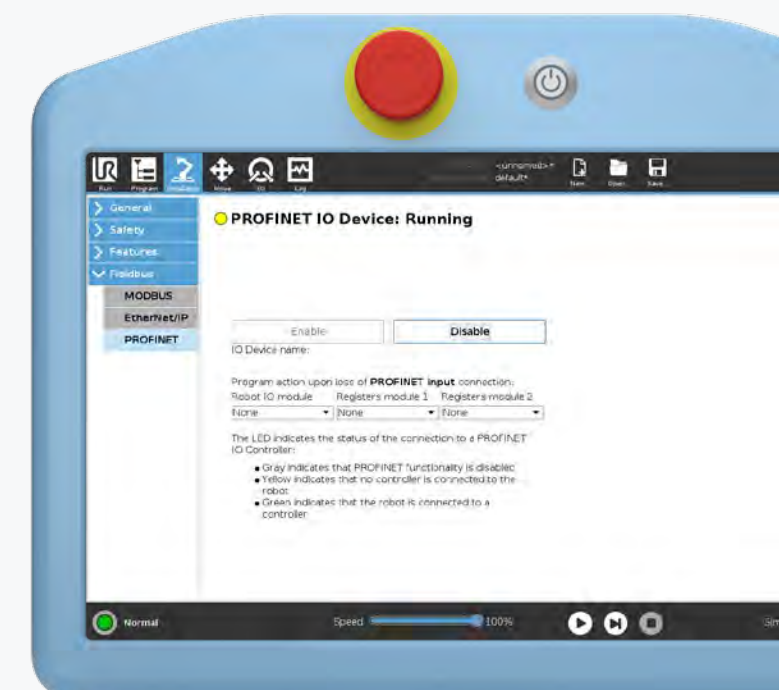 UR
Run
Program
Installation
Move
I/O
Log
<unnamed>*
default*
New...
Open...
Save...
General
Safety
Features
Fieldbus
MODBUS
EtherNet/IP
PROFINET
PROFINET IO Device: Running
Enable
Disable
IO Device name:
Program action upon loss of PROFINET input connection:
Robot IO module Registers module 1 Registers module 2
None None None
The LED indicates the status of the connection to a PROFINET
IO Controller:
Gray indicates that PROFINET functionality is disabled
Yellow indicates that no controller is connected to the
robot
Green indicates that the robot is connected to a
controller
Normal
Speed
100%